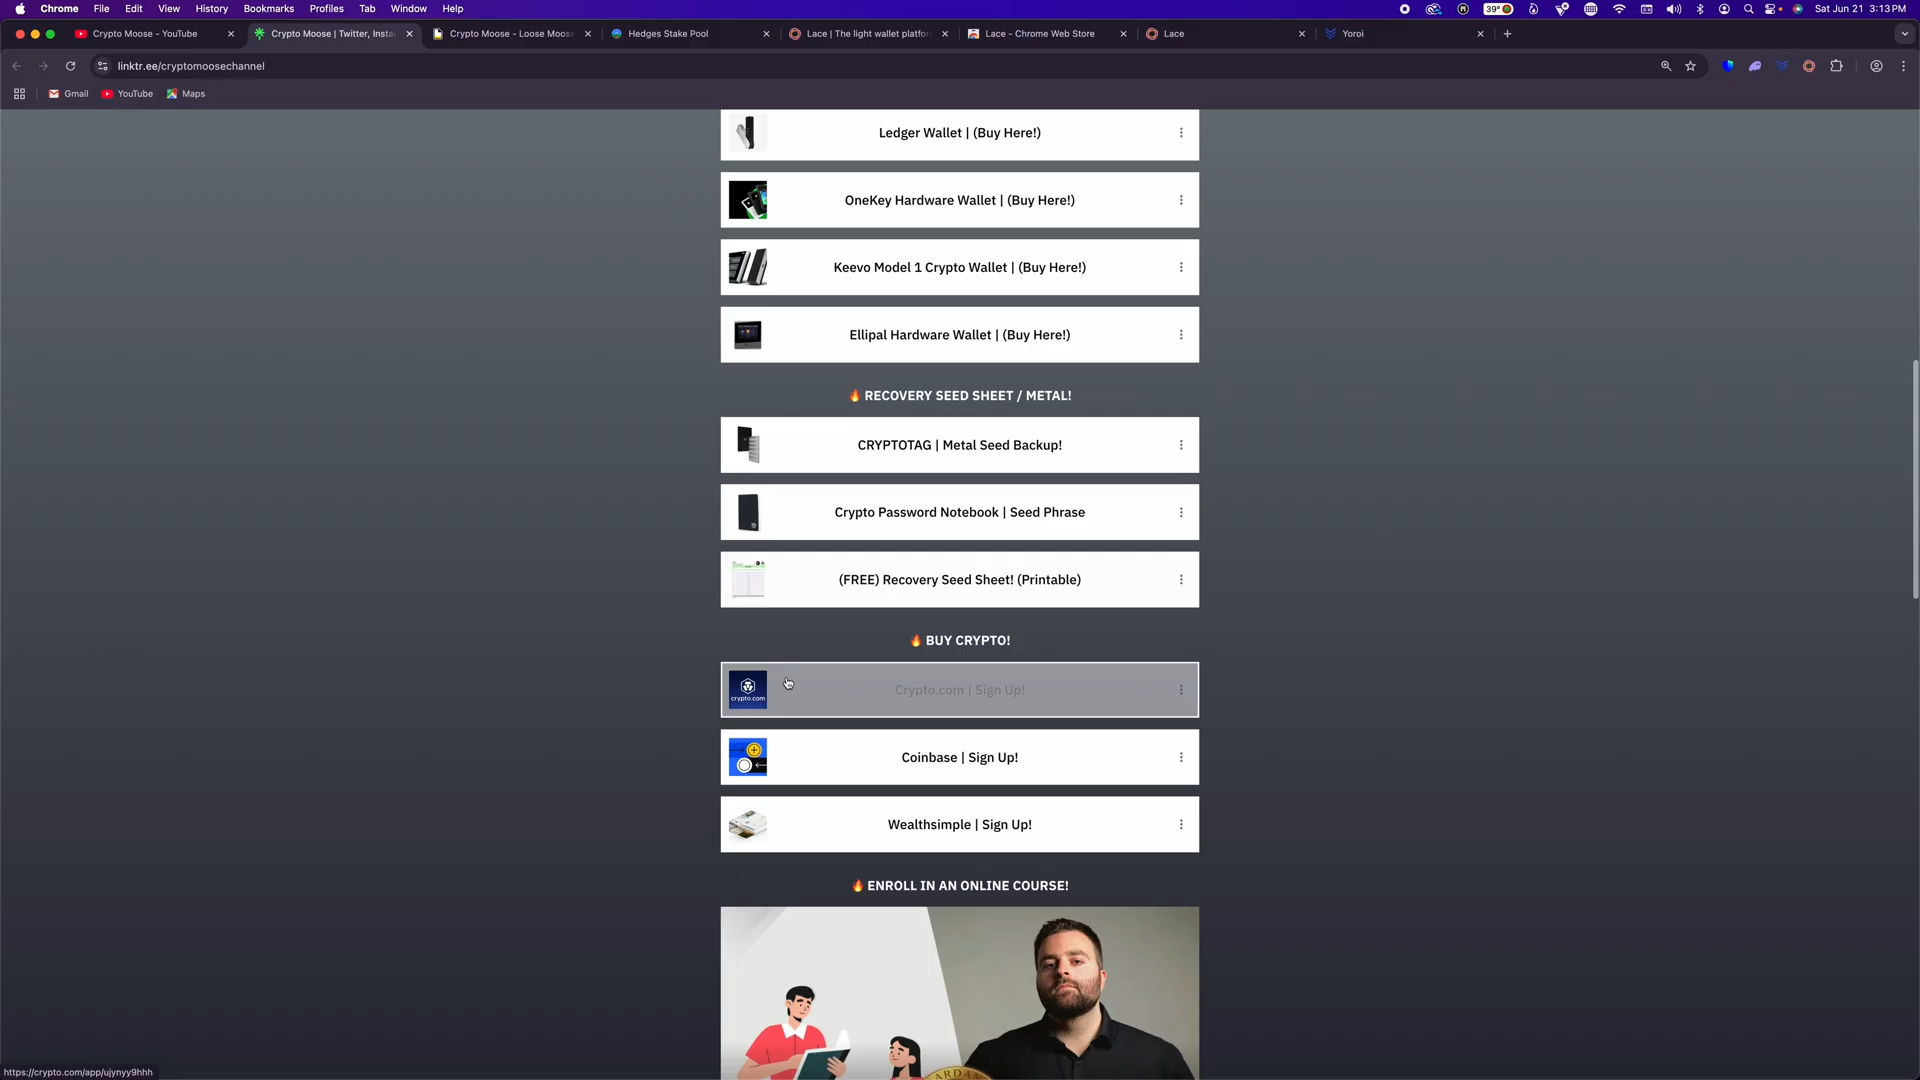 Chrome File Edit View History Bookmarks Profiles Tab Window Help
39° Sat Jun 21 3:13 PM
Crypto Moose - YouTube
Crypto Moose | Twitter, Insta
Crypto Moose - Loose Moos
Hedges Stake Pool
Lace | The light wallet platfor
Lace - Chrome Web Store
Lace
Yoroi
linktr.ee/cryptomoosechannel
Gmail YouTube Maps
Ledger Wallet | (Buy Here!)
OneKey Hardware Wallet | (Buy Here!)
Keevo Model 1 Crypto Wallet | (Buy Here!)
Ellipal Hardware Wallet | (Buy Here!)
🔥 RECOVERY SEED SHEET / METAL!
CRYPTOTAG | Metal Seed Backup!
Crypto Password Notebook | Seed Phrase
(FREE) Recovery Seed Sheet! (Printable)
🔥 BUY CRYPTO!
crypto.com
Crypto.com | Sign Up!
Coinbase | Sign Up!
Wealthsimple | Sign Up!
🔥 ENROLL IN AN ONLINE COURSE!
ARDAN
https://crypto.com/app/ujynyy9hhh